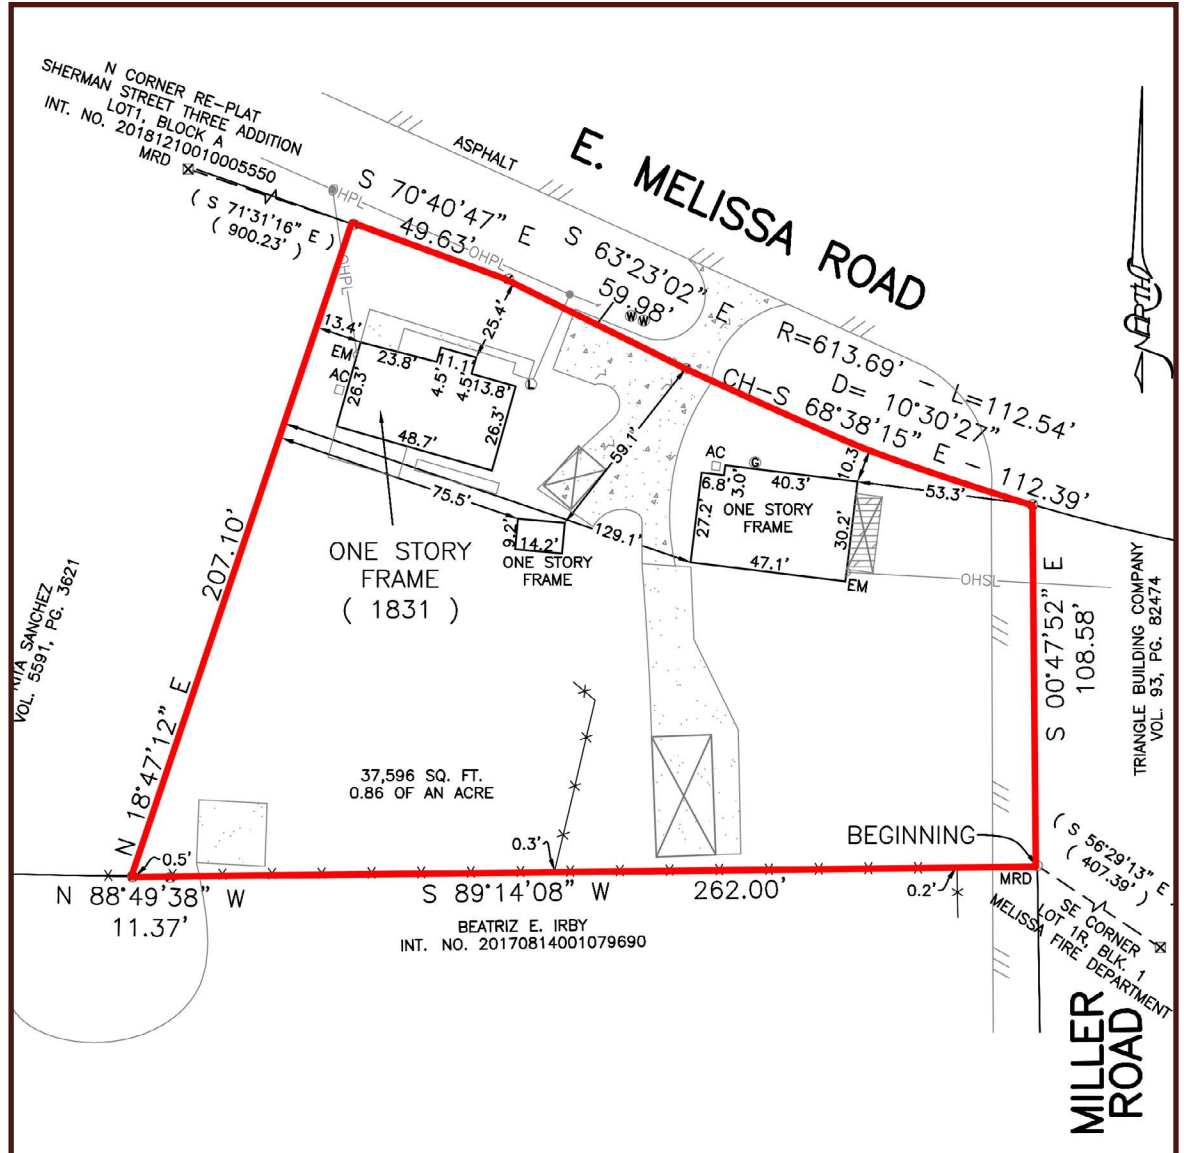 N CORNER RE-PLAT
SHERMAN STREET THREE ADDITION
LOT1, BLOCK A
INT. NO. 20181210010005550
MRD
( S 71°31'16" E )
( 900.23' )
ASPHALT
E. MELISSA ROAD
OHPL
S 70°40'47" E
49.63'
OHPL
OHPL
S 63°23'02" E
59.98'
W W
R=613.69' - L=112.54'
D= 10°30'27"
CH-S 68°38'15" E - 112.39'
NORTH
13.4'
25.4'
EM
AC
23.8'
11.1'
4.5'
4.5'
13.8'
26.3'
26.3'
48.7'
L
59.1'
75.5'
129.1'
9.2'
14.2'
ONE STORY
FRAME
ONE STORY
FRAME
( 1831 )
AC
G
10.3'
6.8'
3.0'
40.3'
53.3'
27.2'
ONE STORY
FRAME
30.2'
47.1'
EM
OHSL
207.10'
N 18°47'12" E
SANCHEZ
VOL. 5591, PG. 3621
S 00°47'52" E
108.58'
TRIANGLE BUILDING COMPANY
VOL. 93, PG. 82474
37,596 SQ. FT.
0.86 OF AN ACRE
BEGINNING
( S 56°29'13" E )
( 407.39' )
0.5'
0.3'
0.2'
MRD
N 88°49'38" W
11.37'
S 89°14'08" W
262.00'
BEATRIZ E. IRBY
INT. NO. 20170814001079690
SE CORNER
LOT 1R, BLK. 1
MELISSA FIRE DEPARTMENT
MILLER
ROAD